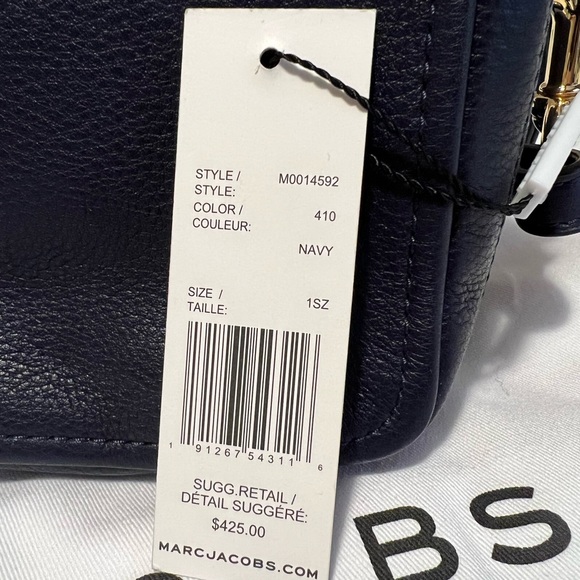 STYLE / M0014592
STYLE:
COLOR / 410
COULEUR:
NAVY
SIZE / 1SZ
TAILLE:
1 91267 54311 6
SUGG.RETAIL /
DÉTAIL SUGGÉRÉ:
$425.00
MARCJACOBS.COM
OBS